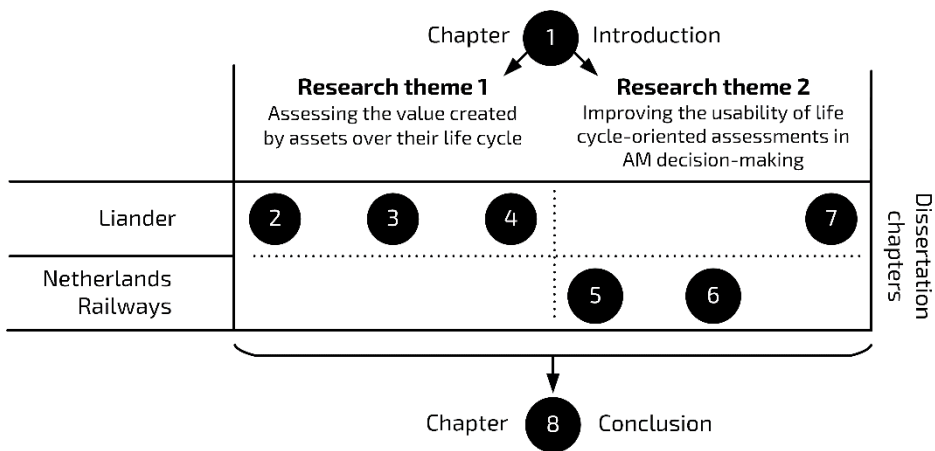 Chapter 1 Introduction
Research theme 1
Assessing the value created
by assets over their life cycle
Research theme 2
Improving the usability of life
cycle-oriented assessments in
AM decision-making
Liander
2 3 4 7
Netherlands
Railways
5 6
Dissertation
chapters
Chapter 8 Conclusion